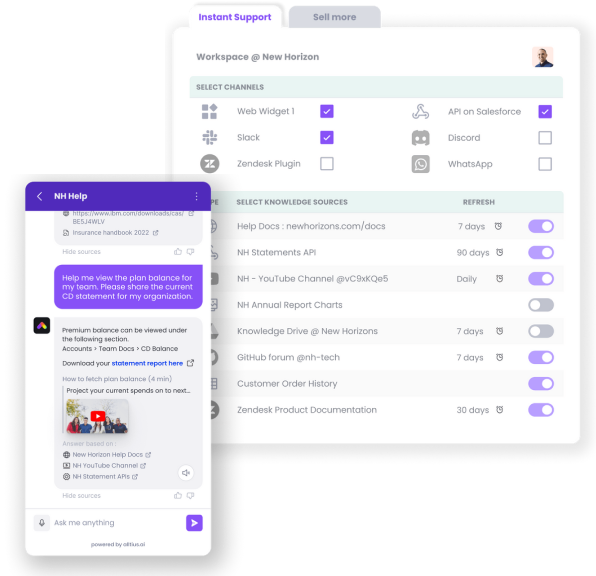 Instant Support
Sell more
Workspace @ New Horizon
SELECT CHANNELS
Web Widget 1
API on Salesforce
Slack
Discord
Zendesk Plugin
WhatsApp
PE SELECT KNOWLEDGE SOURCES REFRESH
Help Docs : newhorizons.com/docs 7 days
NH Statements API 90 days
NH - YouTube Channel @vC9xKQe5 Daily
NH Annual Report Charts
Knowledge Drive @ New Horizons 7 days
GitHub forum @nh-tech 7 days
Customer Order History
Zendesk Product Documentation 30 days
NH Help
https://www.ibm.com/downloads/cas/
BE5J4WLV
Insurance handbook 2022
Hide sources
Help me view the plan balance for
my team. Please share the current
CD statement for my organization.
Premium balance can be viewed under
the following section.
Accounts > Team Docs > CD Balance
Download your statement report here
How to fetch plan balance (4 min)
Project your current spends on to next...
Answer based on :
New Horizon Help Docs
NH YouTube Channel
NH Statement APIs
Hide sources
Ask me anything
powered by alltius.ai